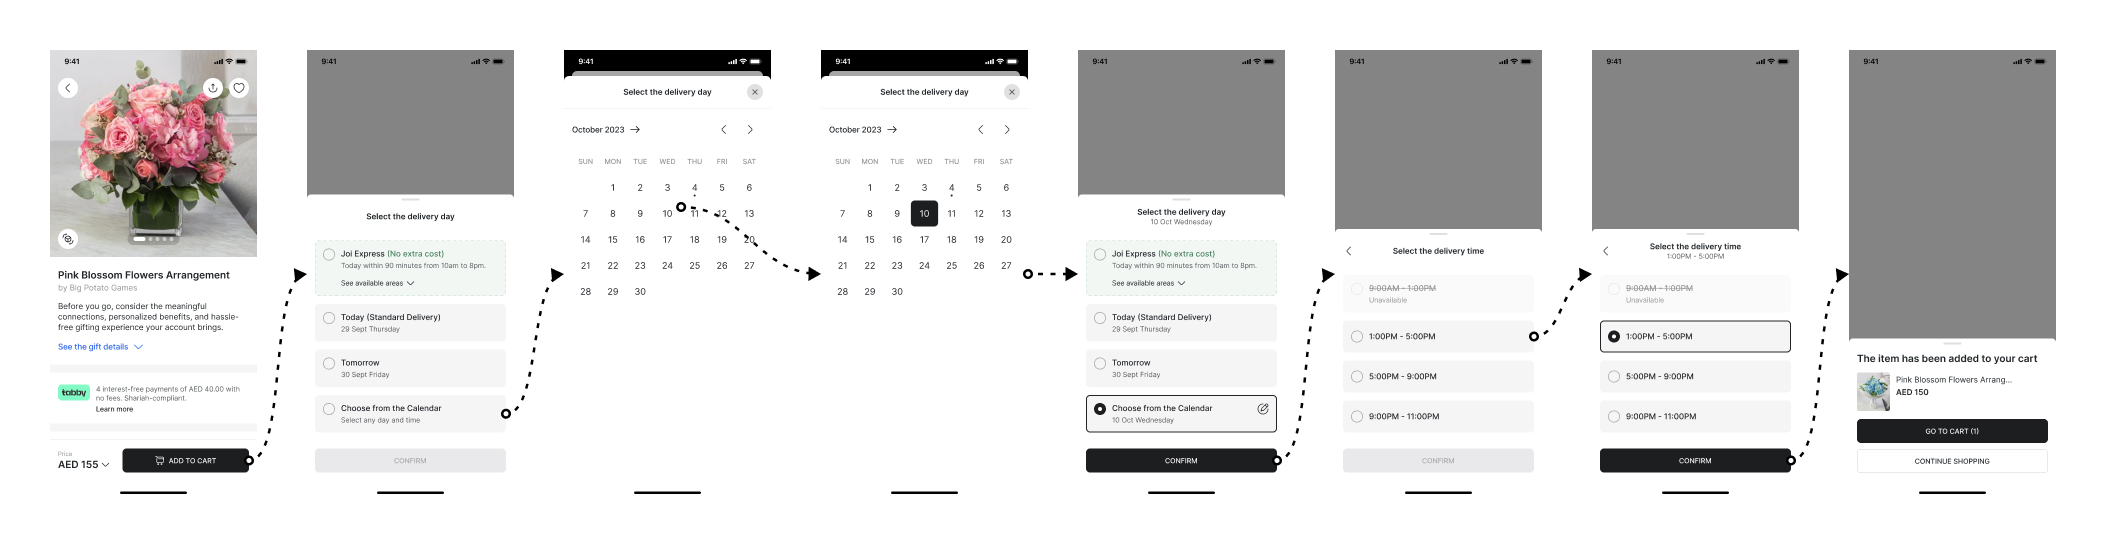 9:41
Pink Blossom Flowers Arrangement
by Big Potato Games
Before you go, consider the meaningful
connections, personalized benefits, and hassle-
free gifting experience your account brings.
See the gift details
tabby
4 interest-free payments of AED 40.00 with
no fees. Shariah-compliant.
Learn more
Price
AED 155
ADD TO CART
9:41
Select the delivery day
Joi Express (No extra cost)
Today within 90 minutes from 10am to 8pm.
See available areas
Today (Standard Delivery)
29 Sept Thursday
Tomorrow
30 Sept Friday
Choose from the Calendar
Select any day and time
CONFIRM
9:41
Select the delivery day
October 2023
SUN MON TUE WED THU FRI SAT
1 2 3 4 5 6
7 8 9 10 11 12 13
14 15 16 17 18 19 20
21 22 23 24 25 26 27
28 29 30
9:41
Select the delivery day
October 2023
SUN MON TUE WED THU FRI SAT
1 2 3 4 5 6
7 8 9 10 11 12 13
14 15 16 17 18 19 20
21 22 23 24 25 26 27
28 29 30
9:41
Select the delivery day
10 Oct Wednesday
Joi Express (No extra cost)
Today within 90 minutes from 10am to 8pm.
See available areas
Today (Standard Delivery)
29 Sept Thursday
Tomorrow
30 Sept Friday
Choose from the Calendar
10 Oct Wednesday
CONFIRM
9:41
Select the delivery time
9:00AM - 1:00PM
Unavailable
1:00PM - 5:00PM
5:00PM - 9:00PM
9:00PM - 11:00PM
CONFIRM
9:41
Select the delivery time
1:00PM - 5:00PM
9:00AM - 1:00PM
Unavailable
1:00PM - 5:00PM
5:00PM - 9:00PM
9:00PM - 11:00PM
CONFIRM
9:41
The item has been added to your cart
Pink Blossom Flowers Arrang...
AED 150
GO TO CART (1)
CONTINUE SHOPPING